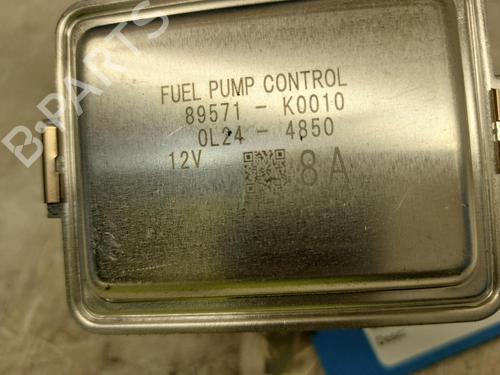 FUEL PUMP CONTROL
89571 - K0010
0L24 - 4850
12V 8A
B-PARTS